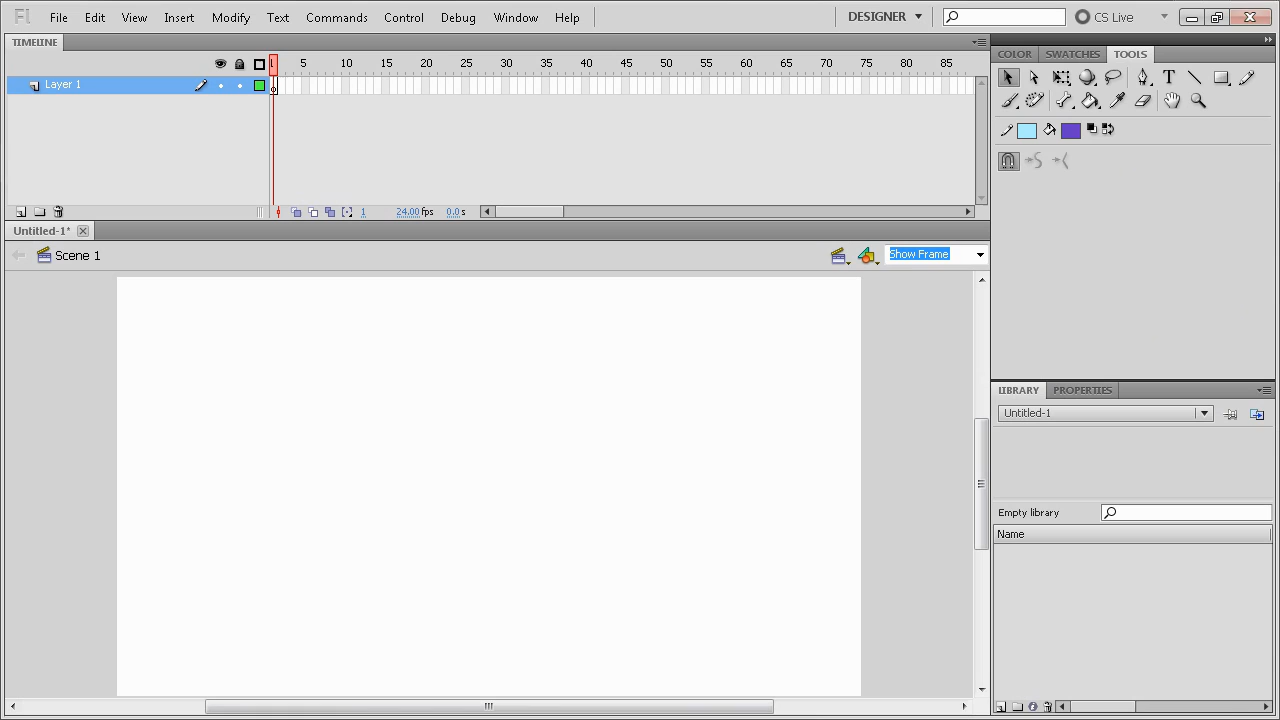 Fl File Edit View Insert Modify Text Commands Control Debug Window Help DESIGNER CS Live
TIMELINE
1 5 10 15 20 25 30 35 40 45 50 55 60 65 70 75 80 85
Layer 1
1 24.00 fps 0.0 s
Untitled-1*
Scene 1 Show Frame
COLOR SWATCHES TOOLS
T
LIBRARY PROPERTIES
Untitled-1
Empty library
Name